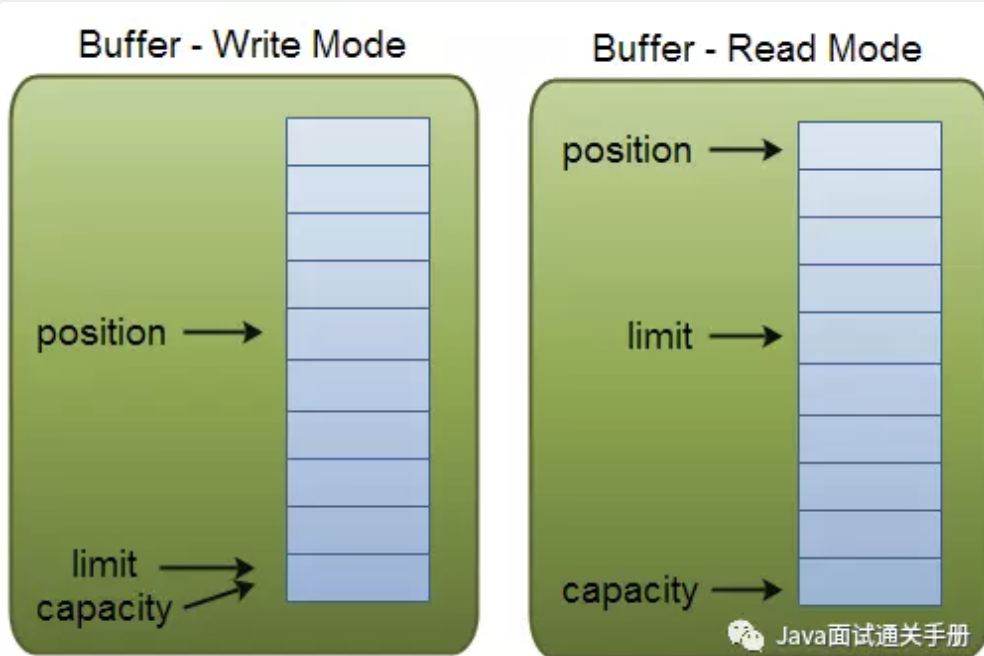 Buffer - Write Mode
position
limit
capacity
Buffer - Read Mode
position
limit
capacity
Java面试通关手册